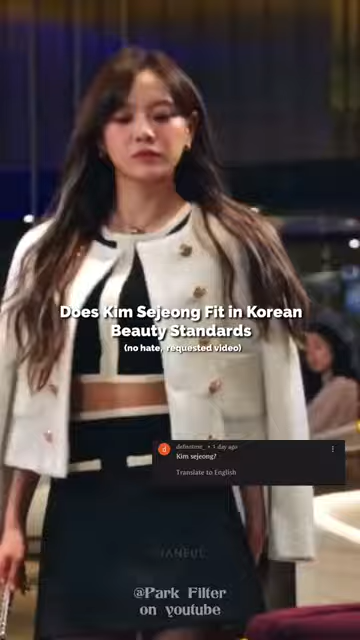 Does Kim Sejeong Fit in Korean
Beauty Standards
(no hate, requested video)
d
1 day ago
Kim sejeong?
Translate to English
@Park Filter
on youtube